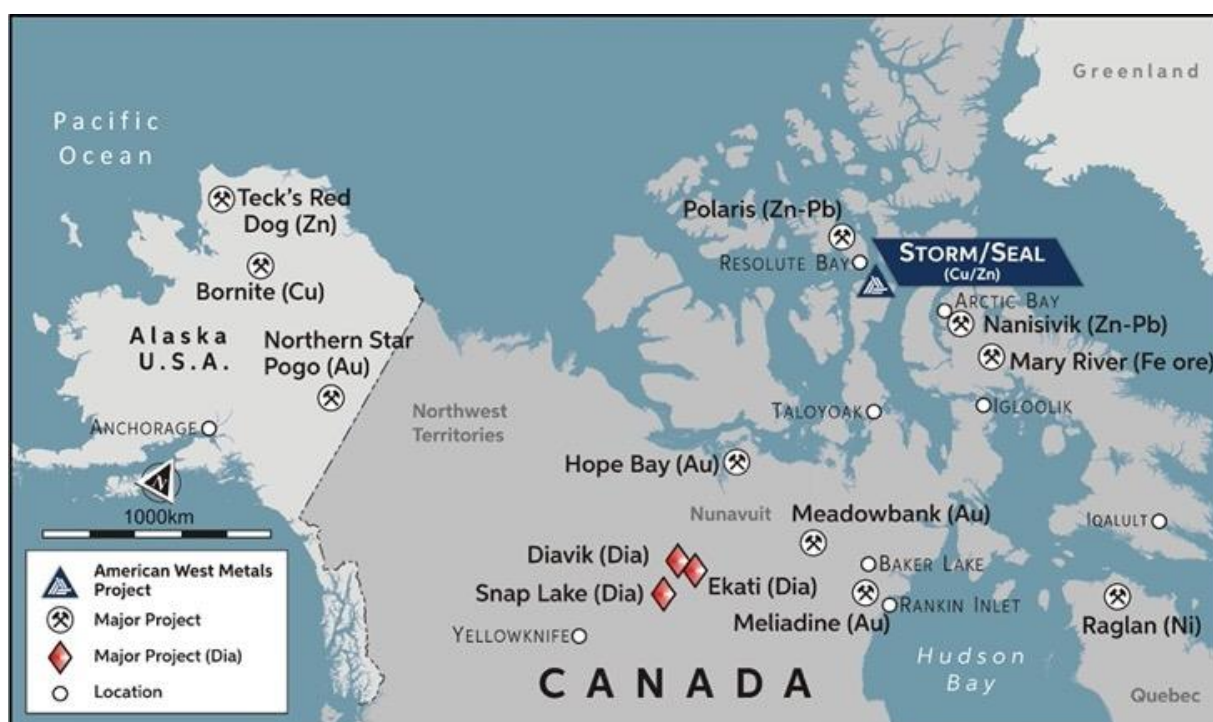 Greenland
Pacific
Ocean
Teck's Red
Dog (Zn)
Polaris (Zn-Pb)
RESOLUTE BAY
STORM/SEAL
(Cu/Zn)
Bornite (Cu)
ARCTIC BAY
Nanisivik (Zn-Pb)
Alaska
U.S.A.
Northern Star
Pogo (Au)
Mary River (Fe ore)
Northwest
Territories
TALOYOAK
IGLOOLIK
ANCHORAGE
Hope Bay (Au)
N
1000km
Nunavuit
Meadowbank (Au)
IQALULT
Diavik (Dia)
Ekati (Dia)
Snap Lake (Dia)
BAKER LAKE
RANKIN INLET
Meliadine (Au)
Raglan (Ni)
YELLOWKNIFE
Hudson
Bay
CANADA
Quebec
American West Metals
Project
Major Project
Major Project (Dia)
Location